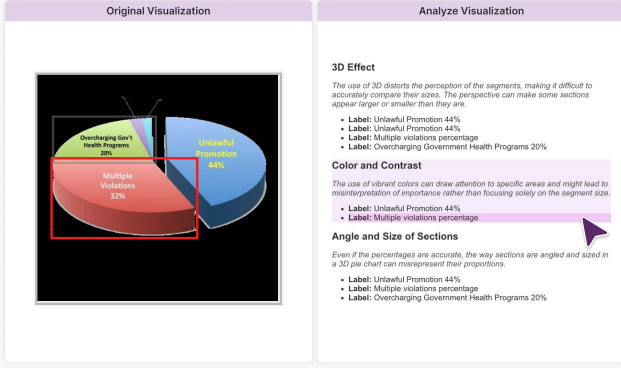 Original Visualization
Overcharging Gov't
Health Programs
20%
Unlawful
Promotion
44%
Multiple
Violations
32%
Analyze Visualization
3D Effect
The use of 3D distorts the perception of the segments, making it difficult to
accurately compare their sizes. The perspective can make some sections
appear larger or smaller than they are.
• Label: Unlawful Promotion 44%
• Label: Unlawful Promotion 44%
• Label: Multiple violations percentage
• Label: Overcharging Government Health Programs 20%
Color and Contrast
The use of vibrant colors can draw attention to specific areas and might lead to
misinterpretation of importance rather than focusing solely on the segment size.
• Label: Unlawful Promotion 44%
• Label: Multiple violations percentage
Angle and Size of Sections
Even if the percentages are accurate, the way sections are angled and sized in
a 3D pie chart can misrepresent their proportions.
• Label: Unlawful Promotion 44%
• Label: Multiple violations percentage
• Label: Overcharging Government Health Programs 20%